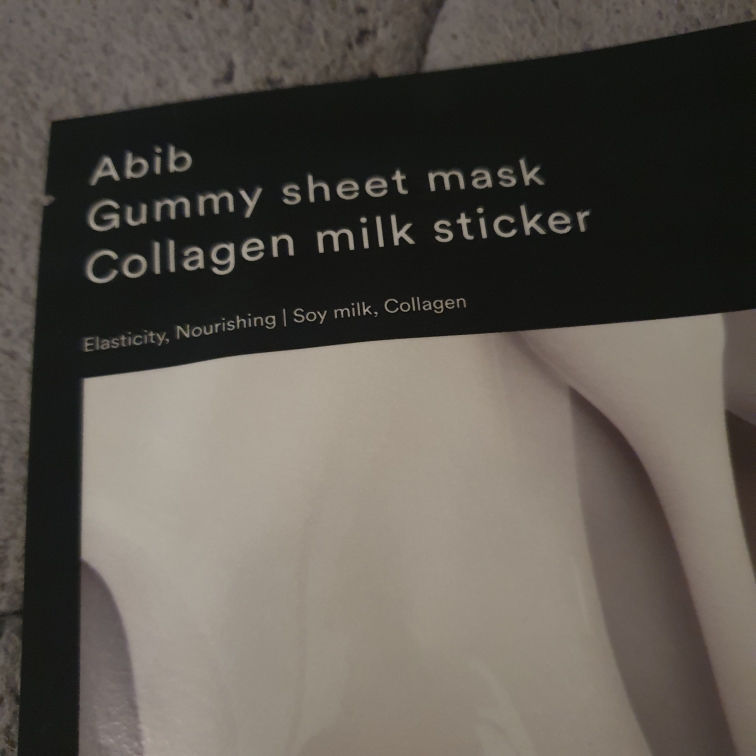 Abib
Gummy sheet mask
Collagen milk sticker
Elasticity, Nourishing | Soy milk, Collagen